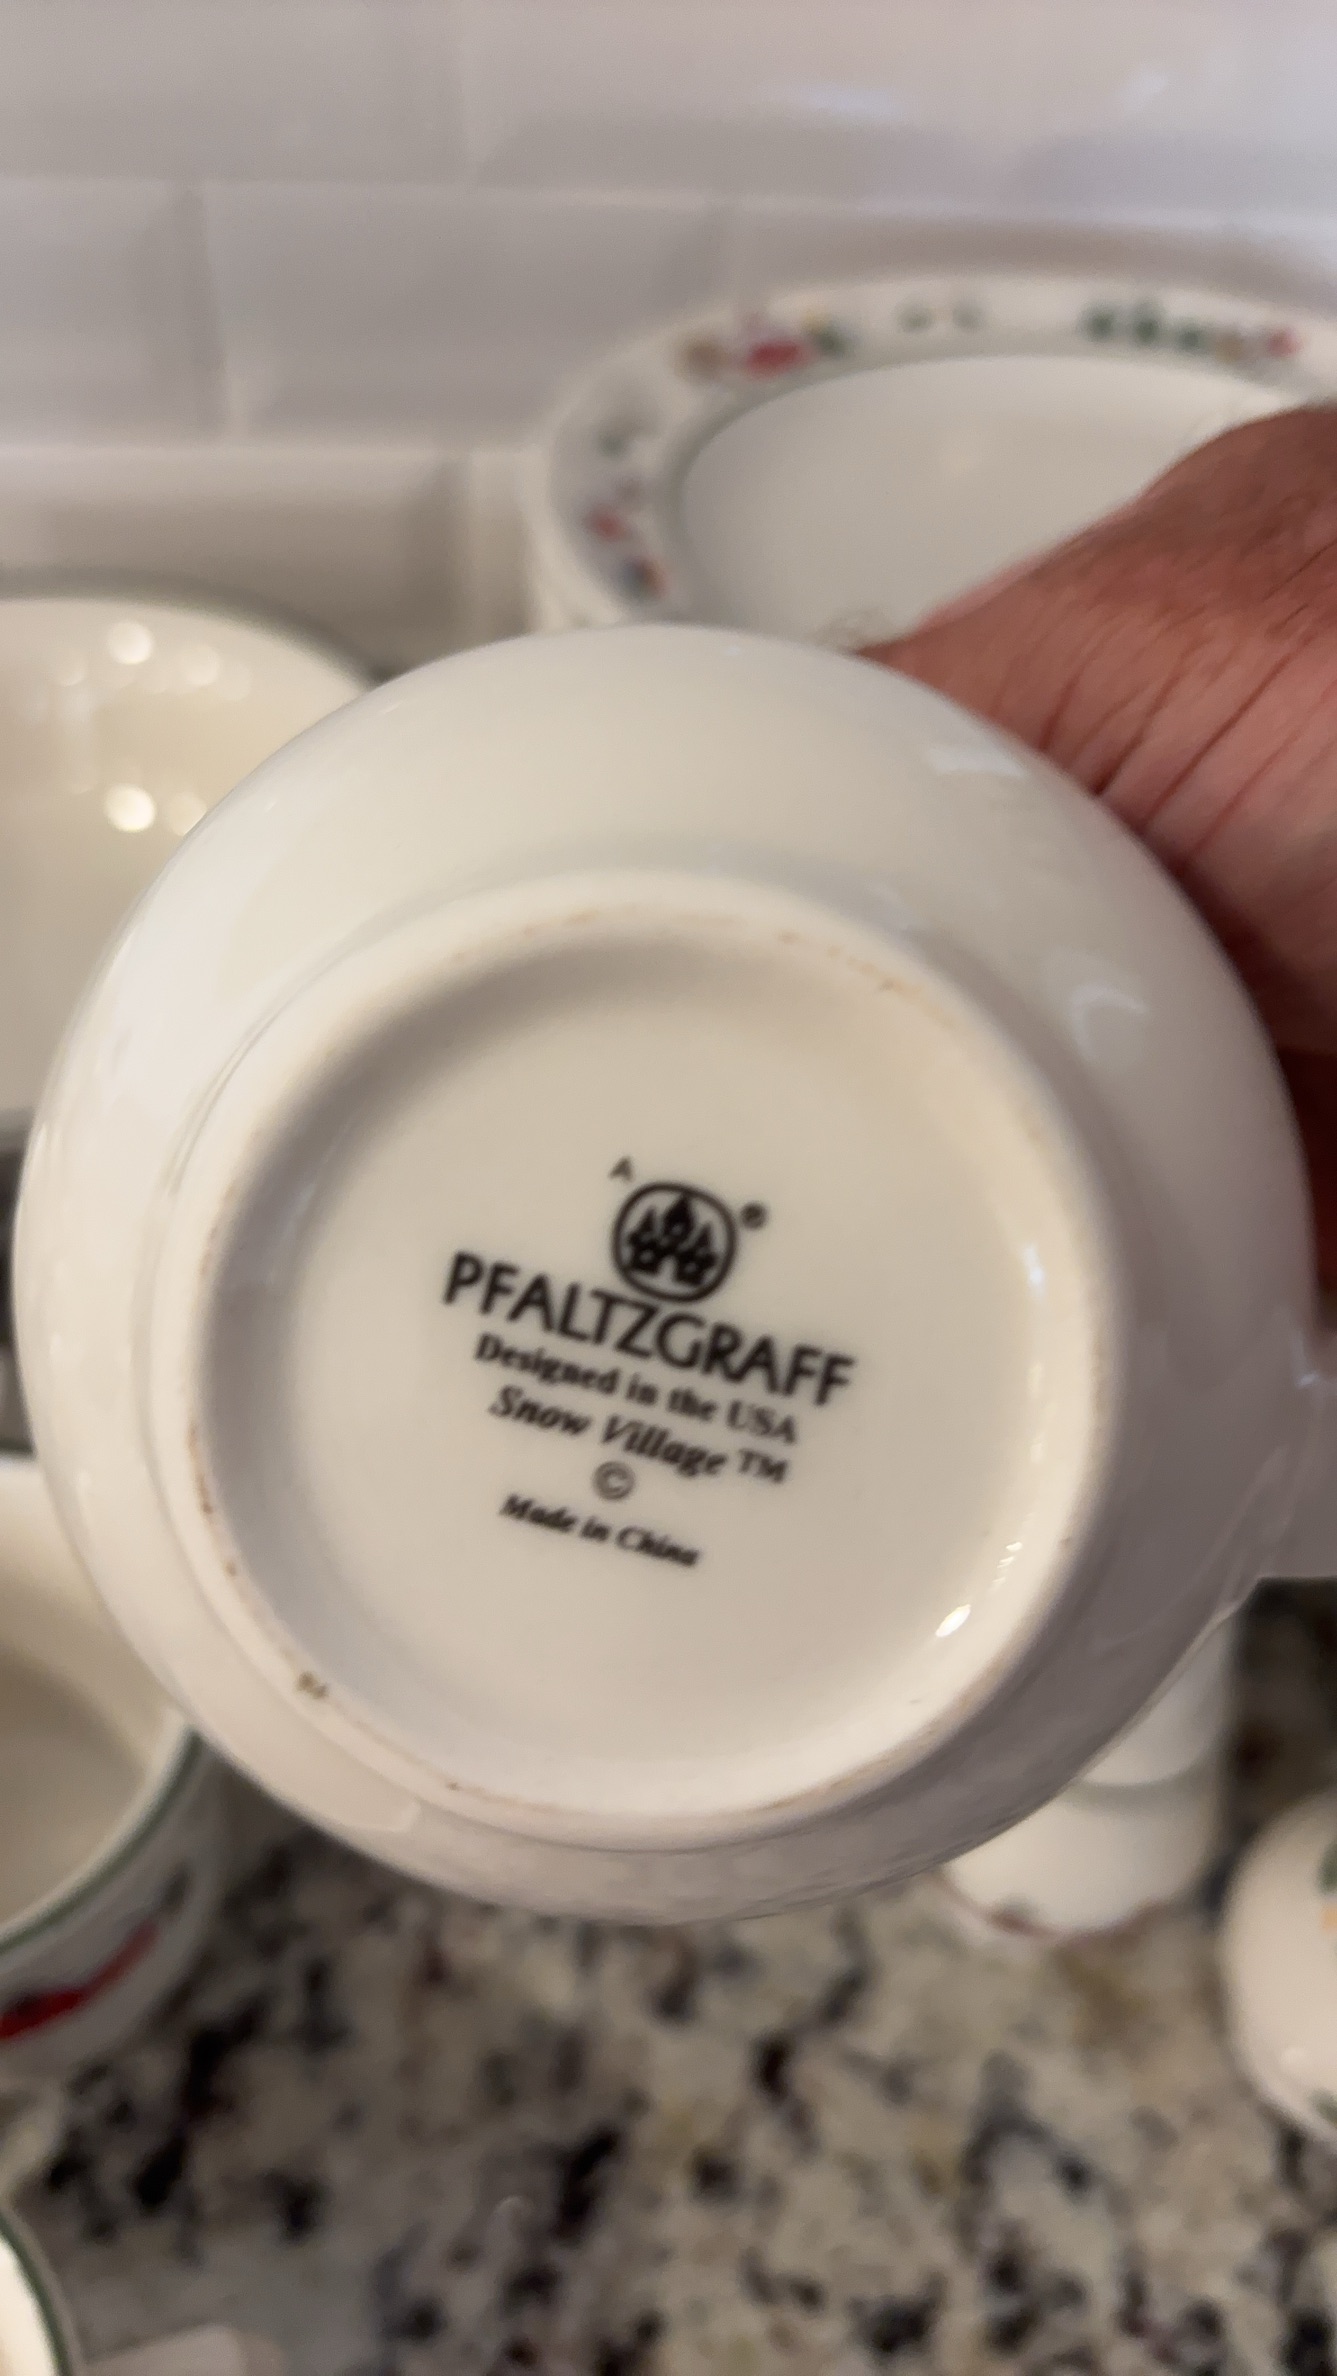 A ®
PFALTZGRAFF
Designed in the USA
Snow Village ™
©
Made in China